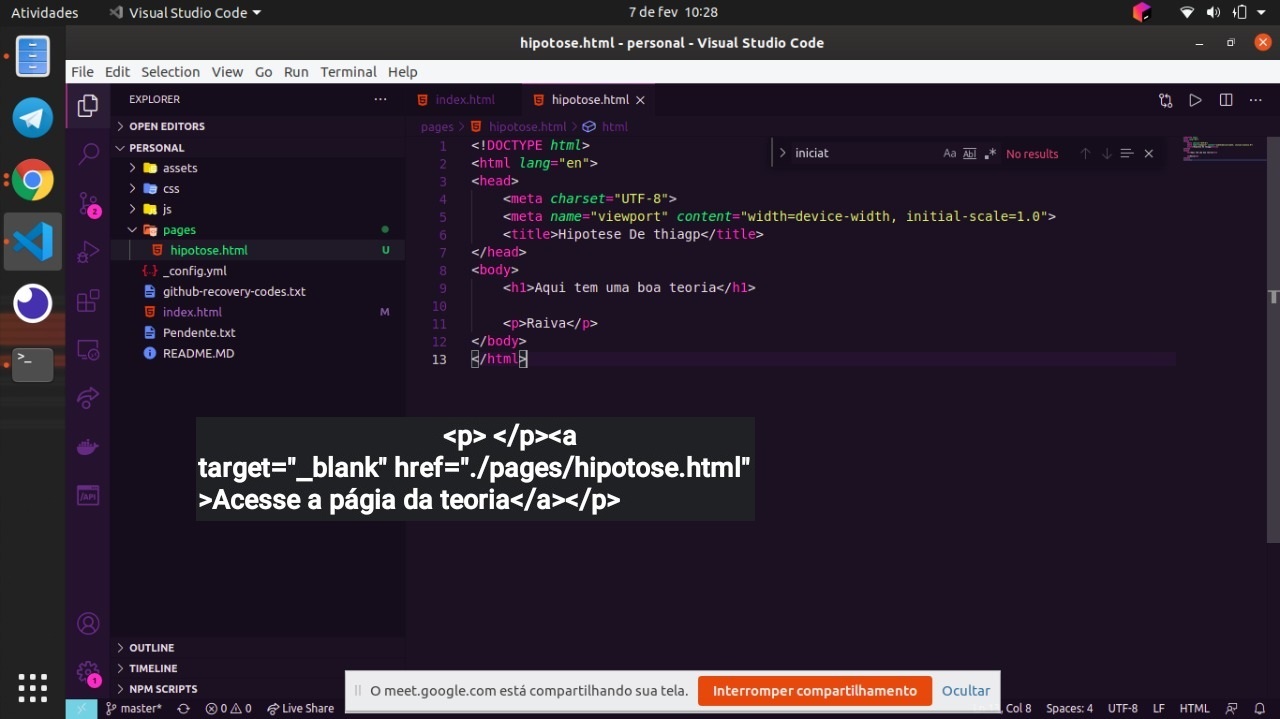 Atividades
Visual Studio Code
7 de fev 10:28
hipotose.html - personal - Visual Studio Code
File Edit Selection View Go Run Terminal Help
EXPLORER
OPEN EDITORS
PERSONAL
assets
css
js
pages
hipotose.html U
_config.yml
github-recovery-codes.txt
index.html M
Pendente.txt
README.MD
OUTLINE
TIMELINE
NPM SCRIPTS
index.html
hipotose.html
pages > hipotose.html > html
iniciat
Aa Abl .*
No results
1 <!DOCTYPE html>
2 <html lang="en">
3 <head>
4 <meta charset="UTF-8">
5 <meta name="viewport" content="width=device-width, initial-scale=1.0">
6 <title>Hipotese De thiagp</title>
7 </head>
8 <body>
9 <h1>Aqui tem uma boa teoria</h1>
10
11 <p>Raiva</p>
12 </body>
13 </html>
<p> </p><a
target="_blank" href="./pages/hipotose.html"
>Acesse a págia da teoria</a></p>
2
/API
1
O meet.google.com está compartilhando sua tela.
Interromper compartilhamento
Ocultar
master*
0 0
Live Share
Col 8
Spaces: 4
UTF-8
LF
HTML